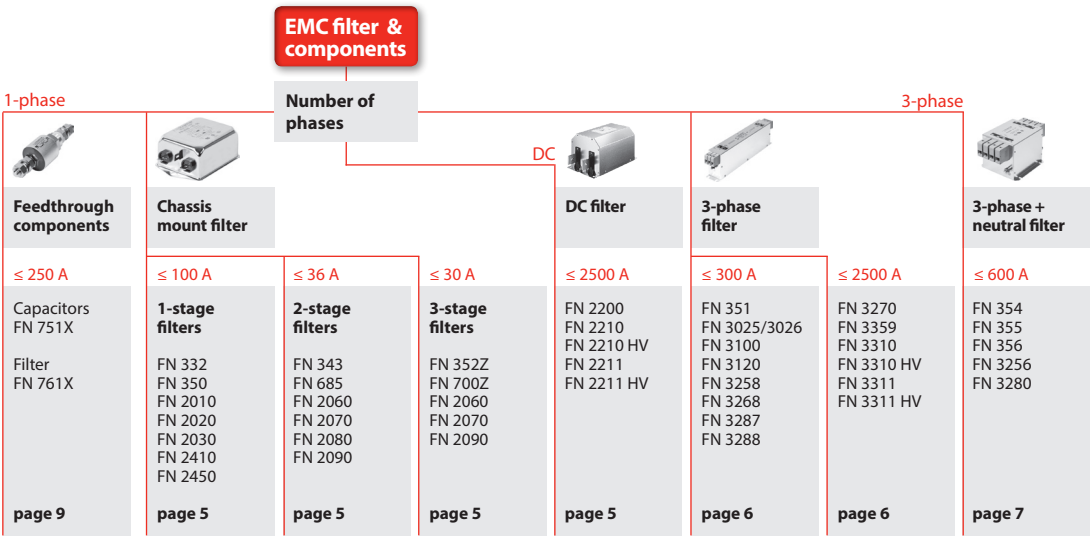 EMC filter &
components
Number of
phases
1-phase
3-phase
DC
Feedthrough
components
≤ 250 A
Capacitors
FN 751X
Filter
FN 761X
page 9
Chassis
mount filter
≤ 100 A
1-stage
filters
FN 332
FN 350
FN 2010
FN 2020
FN 2030
FN 2410
FN 2450
page 5
≤ 36 A
2-stage
filters
FN 343
FN 685
FN 2060
FN 2070
FN 2080
FN 2090
page 5
≤ 30 A
3-stage
filters
FN 352Z
FN 700Z
FN 2060
FN 2070
FN 2090
page 5
DC filter
≤ 2500 A
FN 2200
FN 2210
FN 2210 HV
FN 2211
FN 2211 HV
page 5
3-phase
filter
≤ 300 A
FN 351
FN 3025/3026
FN 3100
FN 3120
FN 3258
FN 3268
FN 3287
FN 3288
page 6
≤ 2500 A
FN 3270
FN 3359
FN 3310
FN 3310 HV
FN 3311
FN 3311 HV
page 6
3-phase +
neutral filter
≤ 600 A
FN 354
FN 355
FN 356
FN 3256
FN 3280
page 7